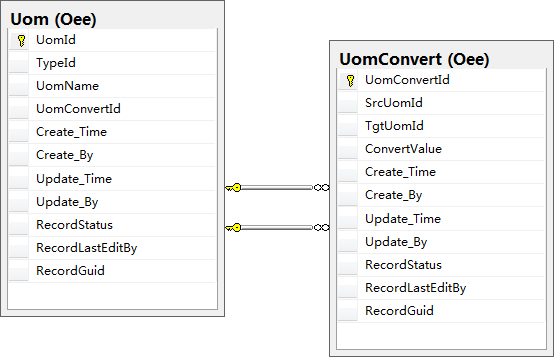 Uom (Oee)
UomId
TypeId
UomName
UomConvertId
Create_Time
Create_By
Update_Time
Update_By
RecordStatus
RecordLastEditBy
RecordGuid
UomConvert (Oee)
UomConvertId
SrcUomId
TgtUomId
ConvertValue
Create_Time
Create_By
Update_Time
Update_By
RecordStatus
RecordLastEditBy
RecordGuid